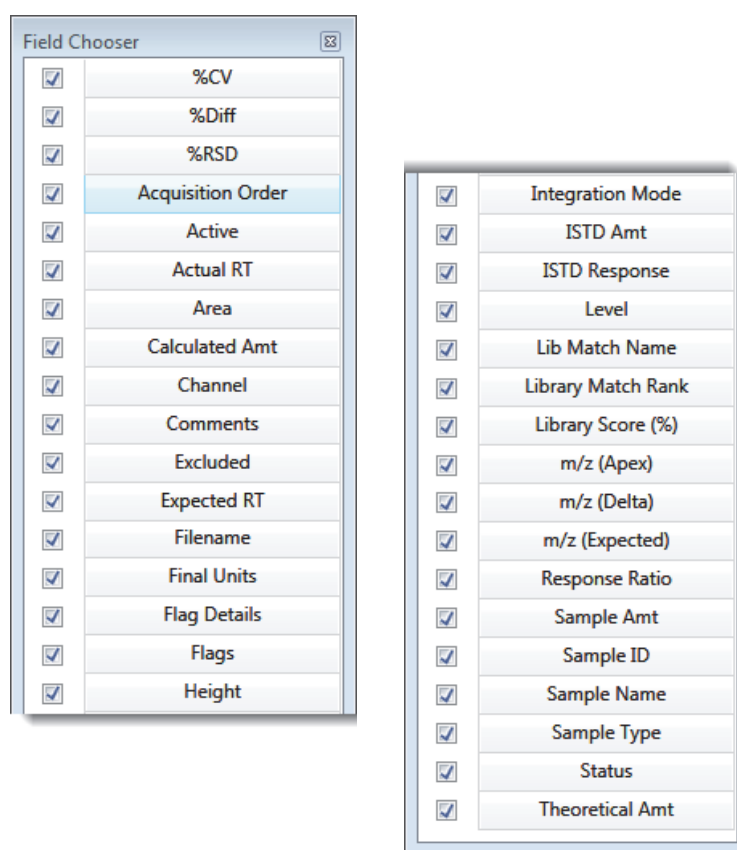 Field Chooser
%CV
%Diff
%RSD
Acquisition Order
Active
Actual RT
Area
Calculated Amt
Channel
Comments
Excluded
Expected RT
Filename
Final Units
Flag Details
Flags
Height
Integration Mode
ISTD Amt
ISTD Response
Level
Lib Match Name
Library Match Rank
Library Score (%)
m/z (Apex)
m/z (Delta)
m/z (Expected)
Response Ratio
Sample Amt
Sample ID
Sample Name
Sample Type
Status
Theoretical Amt